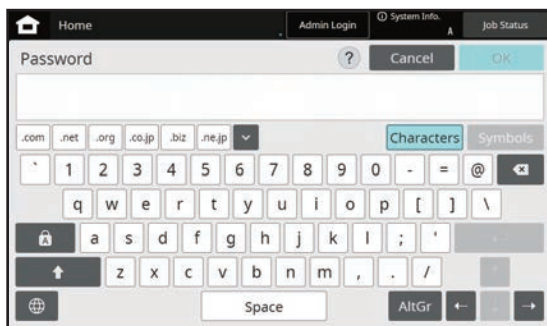 Home Admin Login System Info. A Job Status
Password ? Cancel OK
.com .net .org .co.jp .biz .ne.jp Characters Symbols
` 1 2 3 4 5 6 7 8 9 0 - = @
q w e r t y u i o p [ ] \
A a s d f g h j k l ; '
z x c v b n m , . /
Space AltGr